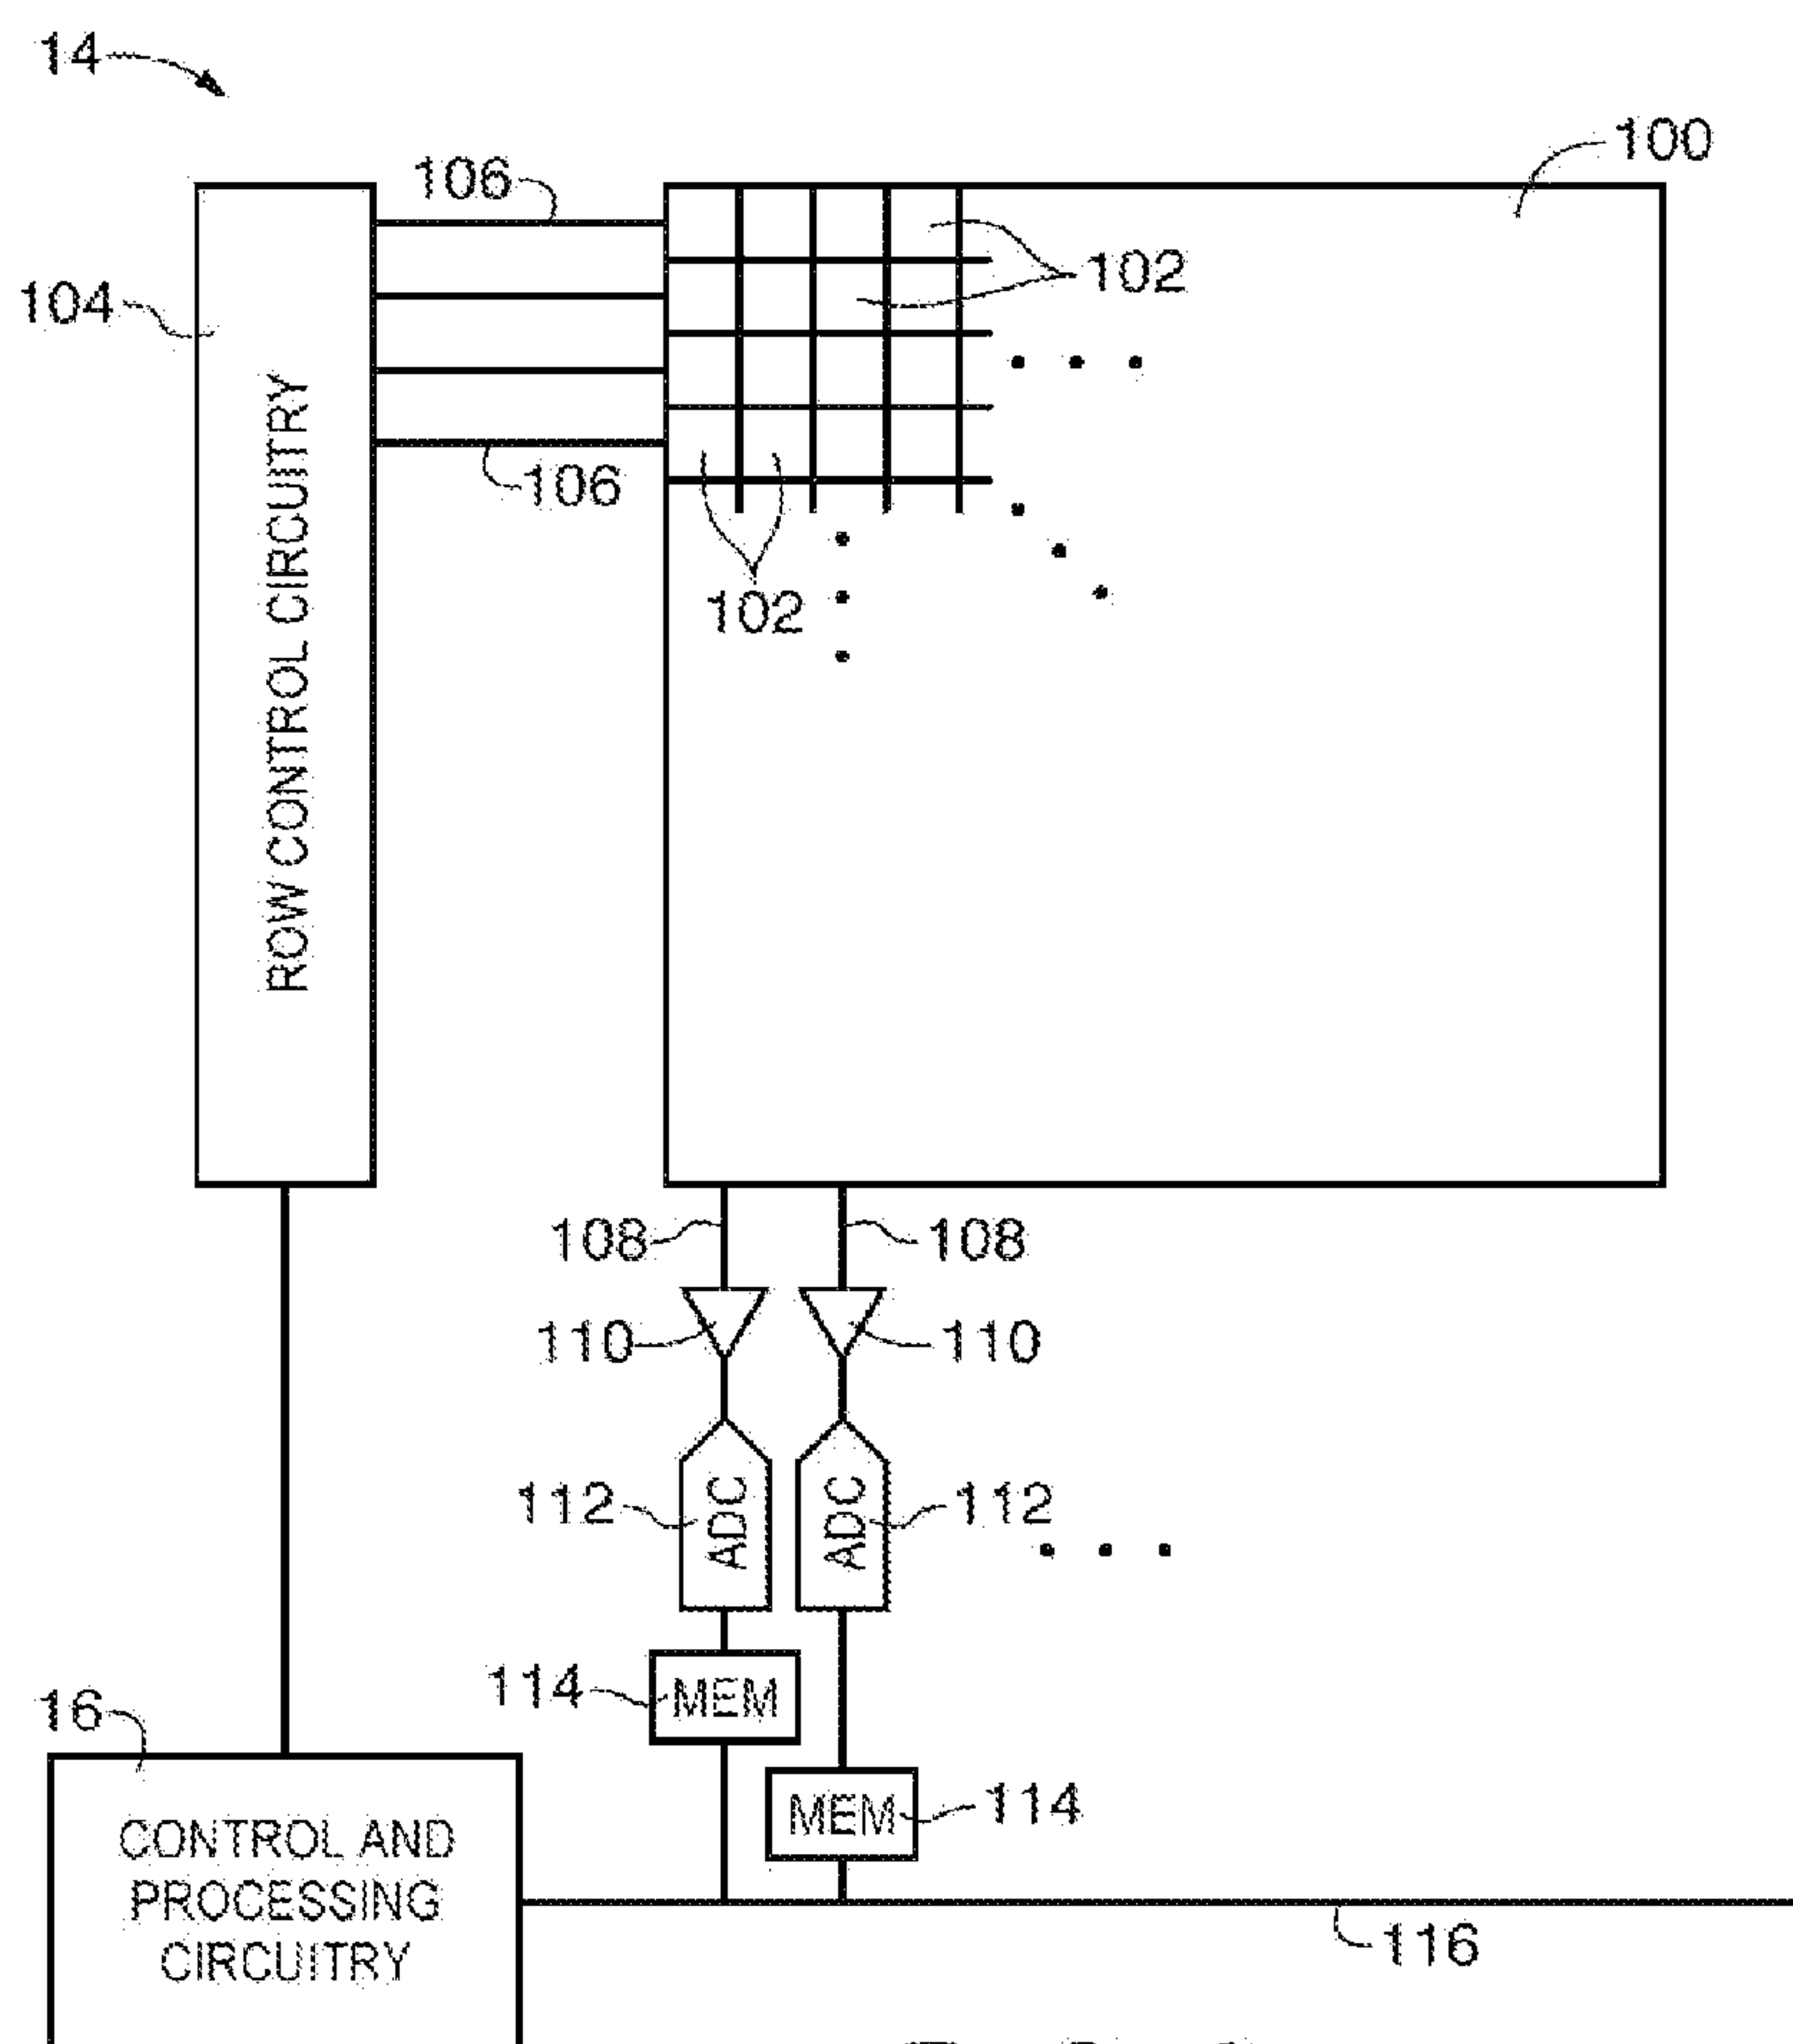 14
100
106
102
104
106
102
ROW CONTROL CIRCUITRY
108
108
110
110
112
ADC
ADC
112
114
MEM
16
MEM
114
CONTROL AND
PROCESSING
CIRCUITRY
116